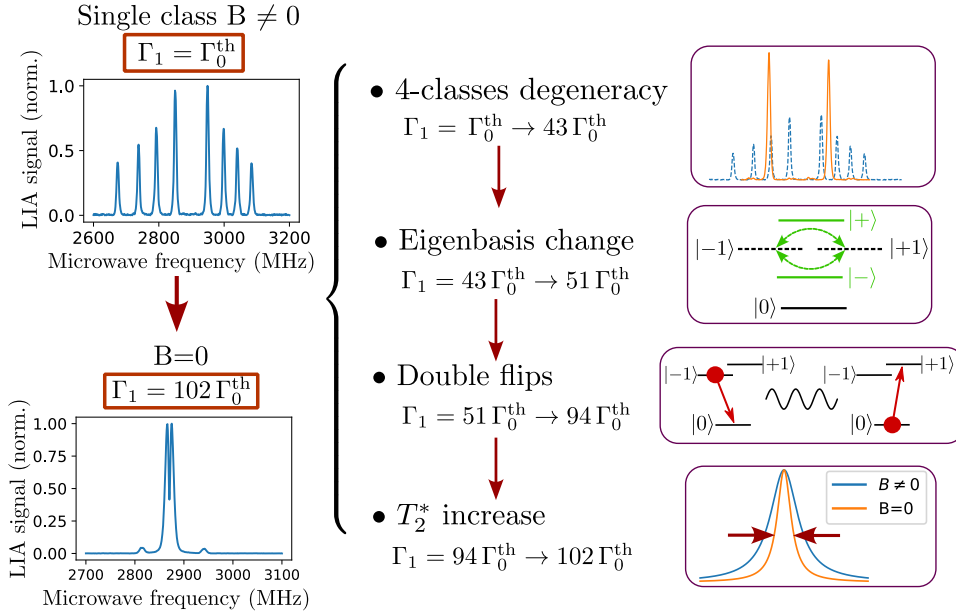 Single class B ≠ 0
Γ₁ = Γ₀ᵗʰ
LIA signal (norm.)
1.0
0.5
0.0
2600 2800 3000 3200
Microwave frequency (MHz)
B=0
Γ₁ = 102 Γ₀ᵗʰ
LIA signal (norm.)
1.00
0.75
0.50
0.25
0.00
2700 2800 2900 3000 3100
Microwave frequency (MHz)
• 4-classes degeneracy
Γ₁ = Γ₀ᵗʰ → 43 Γ₀ᵗʰ
• Eigenbasis change
Γ₁ = 43 Γ₀ᵗʰ → 51 Γ₀ᵗʰ
• Double flips
Γ₁ = 51 Γ₀ᵗʰ → 94 Γ₀ᵗʰ
• T₂* increase
Γ₁ = 94 Γ₀ᵗʰ → 102 Γ₀ᵗʰ
|+⟩
|−1⟩ |+1⟩
|−⟩
|0⟩
|+1⟩ |+1⟩
|−1⟩ |−1⟩
|0⟩ |0⟩
B ≠ 0
B=0